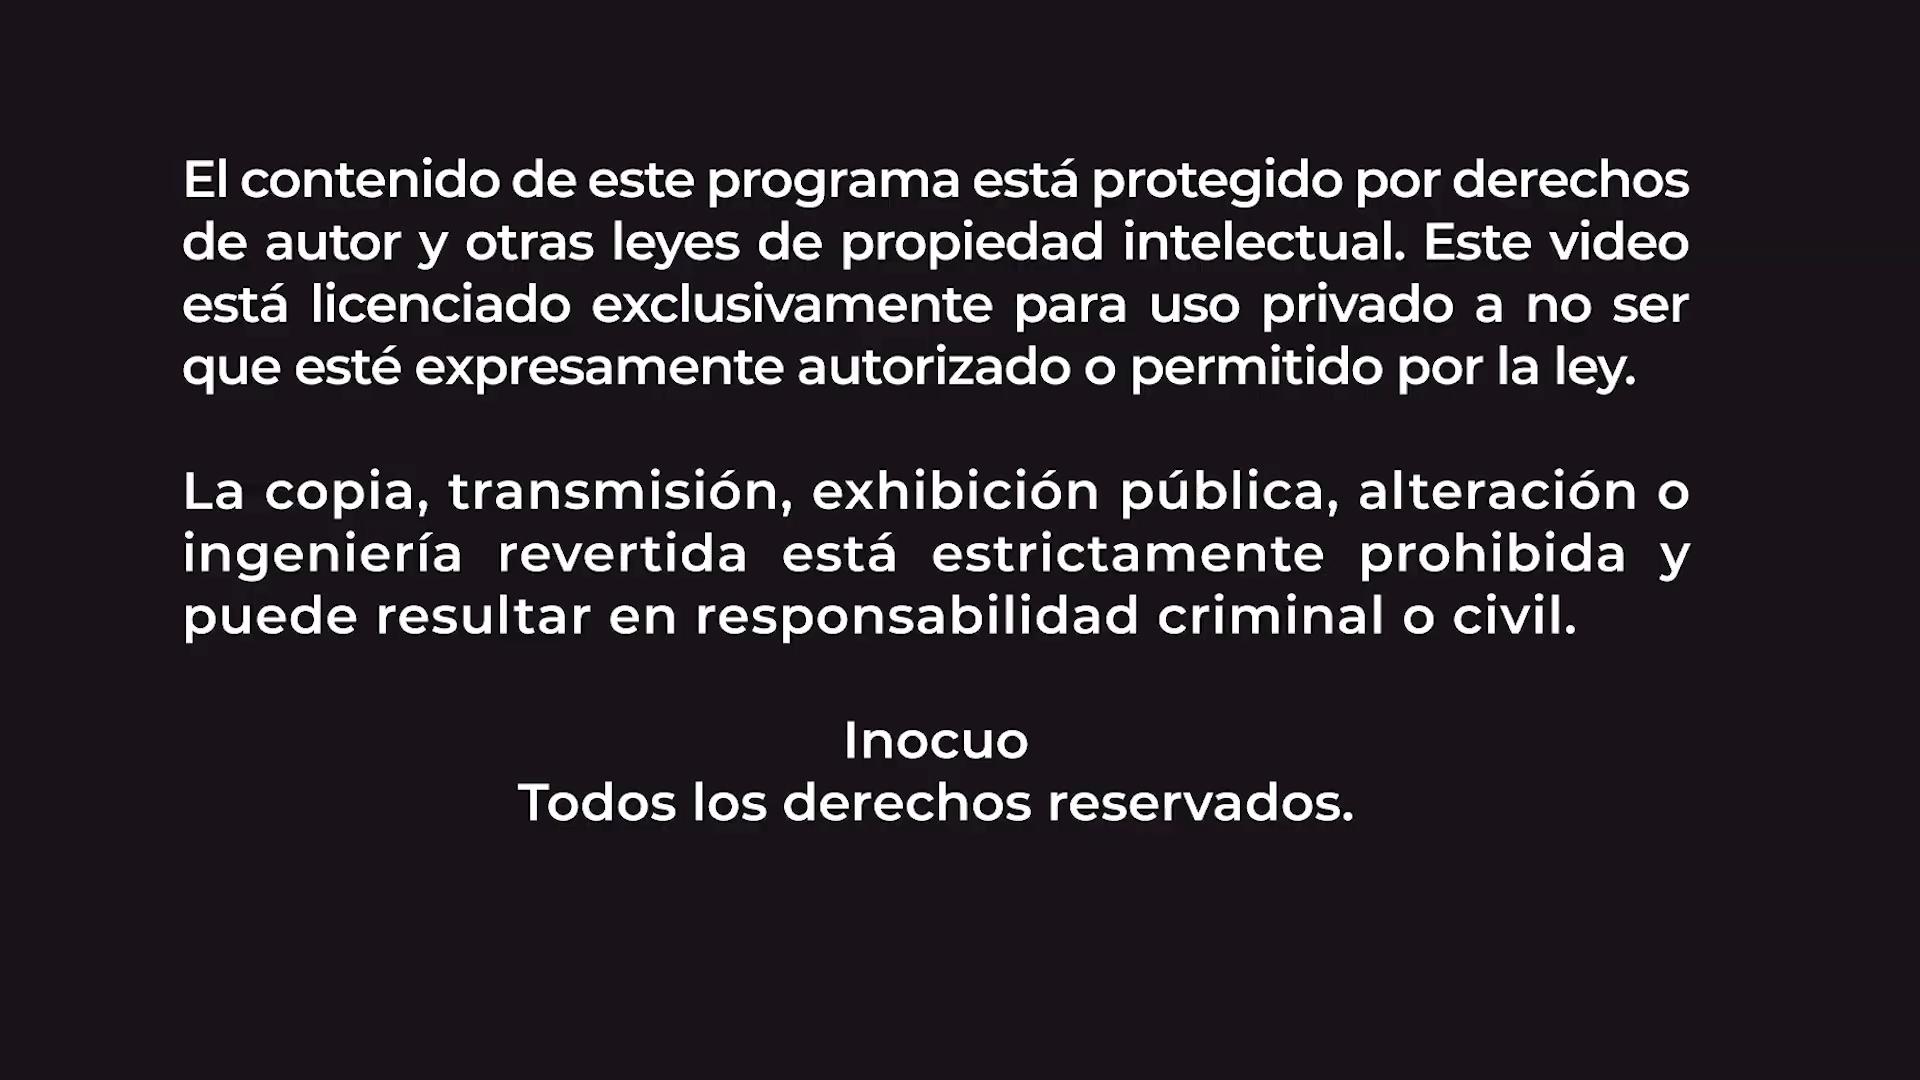 El contenido de este programa está protegido por derechos
de autor y otras leyes de propiedad intelectual. Este video
está licenciado exclusivamente para uso privado a no ser
que esté expresamente autorizado o permitido por la ley.
La copia, transmisión, exhibición pública, alteración o
ingeniería revertida está estrictamente prohibida y
puede resultar en responsabilidad criminal o civil.
Inocuo
Todos los derechos reservados.